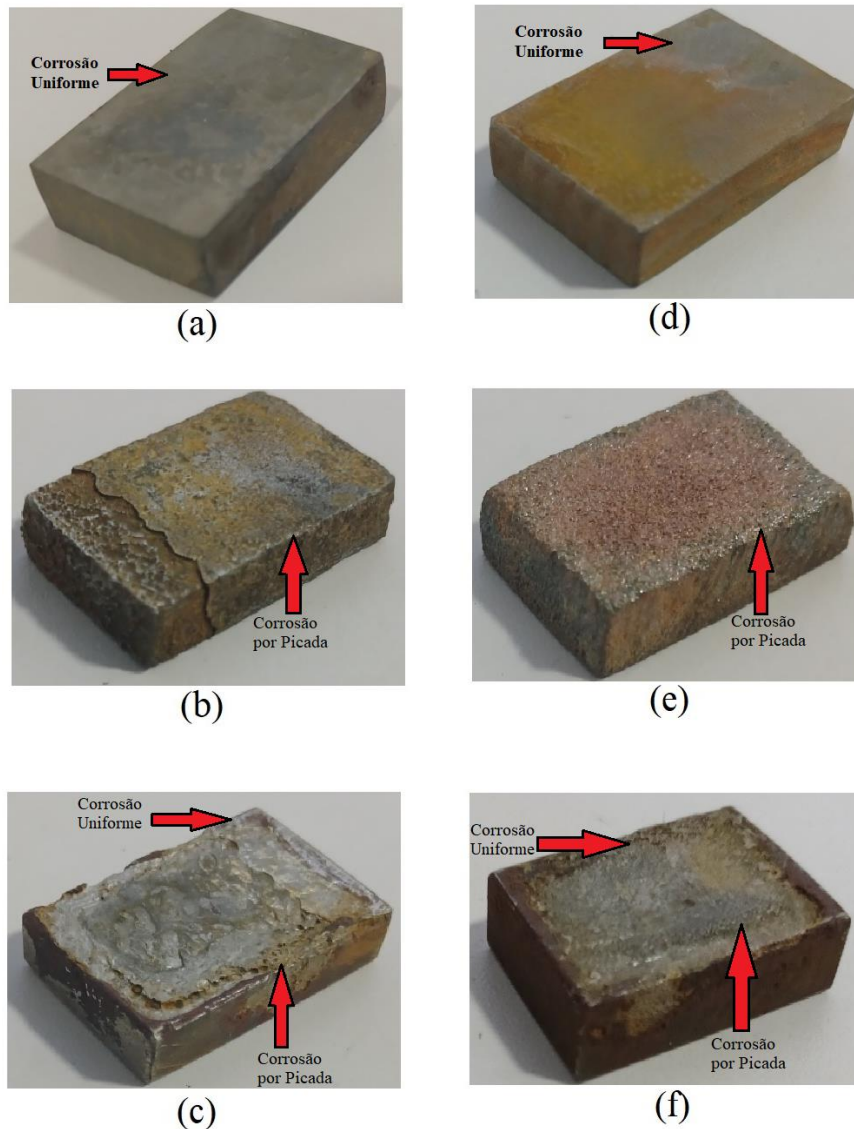 Corrosão
Uniforme
(a)
Corrosão
Uniforme
(d)
Corrosão
por Picada
(b)
Corrosão
por Picada
(e)
Corrosão
Uniforme
Corrosão
por Picada
(c)
Corrosão
Uniforme
Corrosão
por Picada
(f)